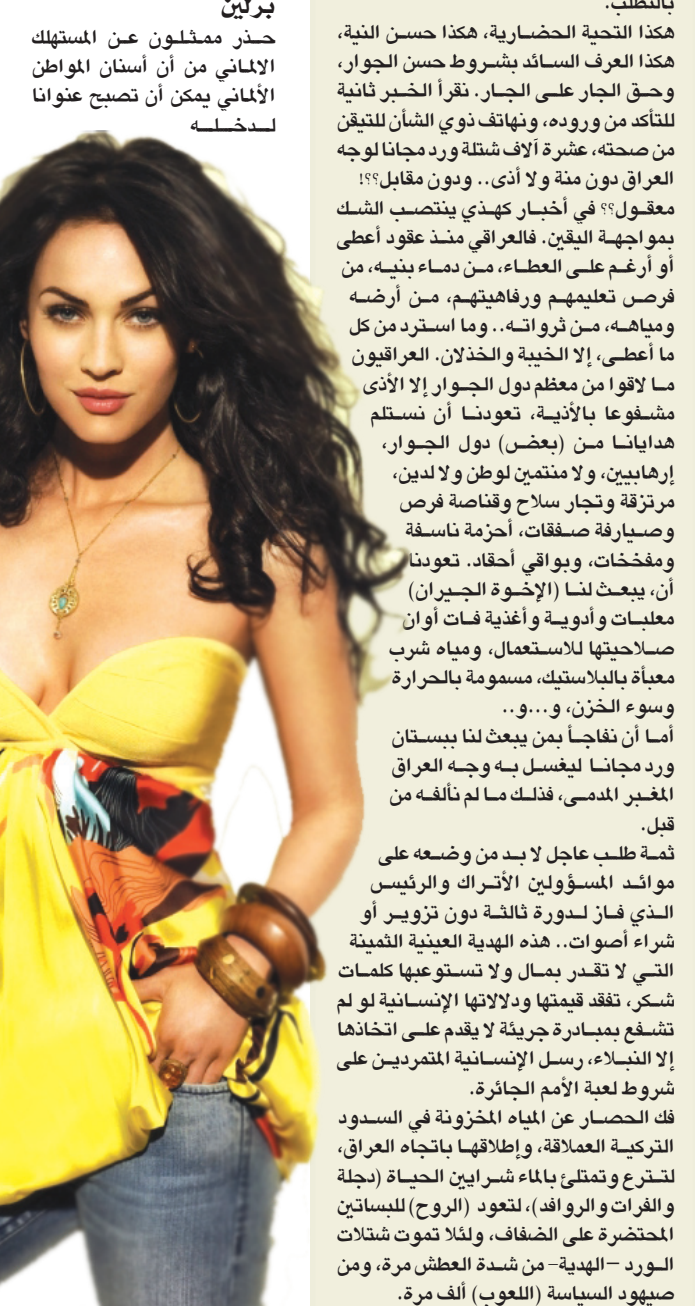 بالتطلب.
هكذا التحية الحضارية، هكذا حسن النية،
هكذا العرف السائد بشروط حسن الجوار،
وحق الجار على الجار. نقرأ الخبر ثانية
للتأكد من وروده، ونهاتف ذوي الشأن للتيقن
من صحته، عشرة آلاف شتلة ورد مجانا لوجه
العراق دون منة ولا أذى.. ودون مقابل؟؟!
معقول؟؟ في أخبار كهذي ينتصب الشك
بمواجهة اليقين. فالعراقي منذ عقود أعطى
أو أرغم على العطاء، من دماء بنيه، من
فرص تعليمهم ورفاهيتهم، من أرضه
ومياهه، من ثرواته.. وما استرد من كل
ما أعطى، إلا الخيبة والخذلان. العراقيون
ما لاقوا من معظم دول الجوار إلا الأذى
مشفوعا بالأذية، تعودنا أن نستلم
هدايانا من (بعض) دول الجوار،
إرهابيين، ولا منتمين لوطن ولا لدين،
مرتزقة وتجار سلاح وقناصة فرص
وصيارفة صفقات، أحزمة ناسفة
ومفخخات، وبواقي أحقاد. تعودنا
أن، يبعث لنا (الإخوة الجيران)
معلبات وأدوية وأغذية فات أوان
صلاحيتها للاستعمال، ومياه شرب
معبأة بالبلاستيك، مسمومة بالحرارة
وسوء الخزن، و...و..
أما أن نفاجأ بمن يبعث لنا ببستان
ورد مجانا ليغسل به وجه العراق
المغبر المدمى، فذلك ما لم نألفه من
قبل.
ثمة طلب عاجل لا بد من وضعه على
موائد المسؤولين الأتراك والرئيس
الذي فاز لدورة ثالثة دون تزوير أو
شراء أصوات.. هذه الهدية العينية الثمينة
التي لا تقدر بمال ولا تستوعبها كلمات
شكر، تفقد قيمتها ودلالاتها الإنسانية لو لم
تشفع بمبادرة جريئة لا يقدم على اتخاذها
إلا النبلاء، رسل الإنسانية المتمردين على
شروط لعبة الأمم الجائرة.
فك الحصار عن المياه المخزونة في السدود
التركية العملاقة، وإطلاقها باتجاه العراق،
لتترع وتمتلئ بالماء شرايين الحياة (دجلة
والفرات والروافد)، لتعود (الروح) للبساتين
المحتضرة على الضفاف، ولئلا تموت شتلات
الورد –الهدية– من شدة العطش مرة، ومن
صيهود السياسة (اللعوب) ألف مرة.
برلين
حذر ممثلون عن المستهلك
الالماني من أن أسنان المواطن
الألماني يمكن أن تصبح عنوانا
لدخله